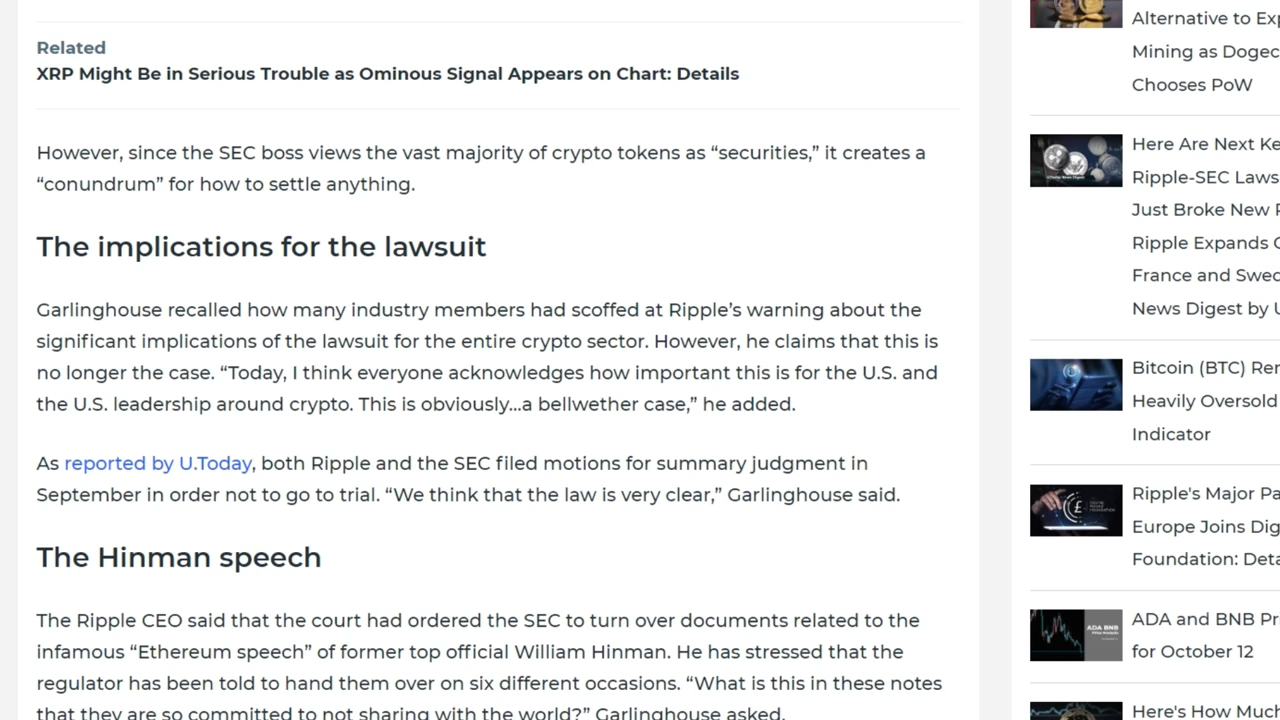 Related
XRP Might Be in Serious Trouble as Ominous Signal Appears on Chart: Details
However, since the SEC boss views the vast majority of crypto tokens as “securities,” it creates a
“conundrum” for how to settle anything.
The implications for the lawsuit
Garlinghouse recalled how many industry members had scoffed at Ripple’s warning about the
significant implications of the lawsuit for the entire crypto sector. However, he claims that this is
no longer the case. “Today, I think everyone acknowledges how important this is for the U.S. and
the U.S. leadership around crypto. This is obviously...a bellwether case,” he added.
As reported by U.Today, both Ripple and the SEC filed motions for summary judgment in
September in order not to go to trial. “We think that the law is very clear,” Garlinghouse said.
The Hinman speech
The Ripple CEO said that the court had ordered the SEC to turn over documents related to the
infamous “Ethereum speech” of former top official William Hinman. He has stressed that the
regulator has been told to hand them over on six different occasions. “What is this in these notes
that they are so committed to not sharing with the world?” Garlinghouse asked.
Alternative to Exp
Mining as Dogec
Chooses PoW
Here Are Next Ke
Ripple-SEC Laws
Just Broke New
Ripple Expands
France and Swed
News Digest by U
Bitcoin (BTC) Rem
Heavily Oversold
Indicator
Ripple's Major Pa
Europe Joins Dig
Foundation: Deta
ADA BNB
ADA and BNB Pr
for October 12
Here's How Much